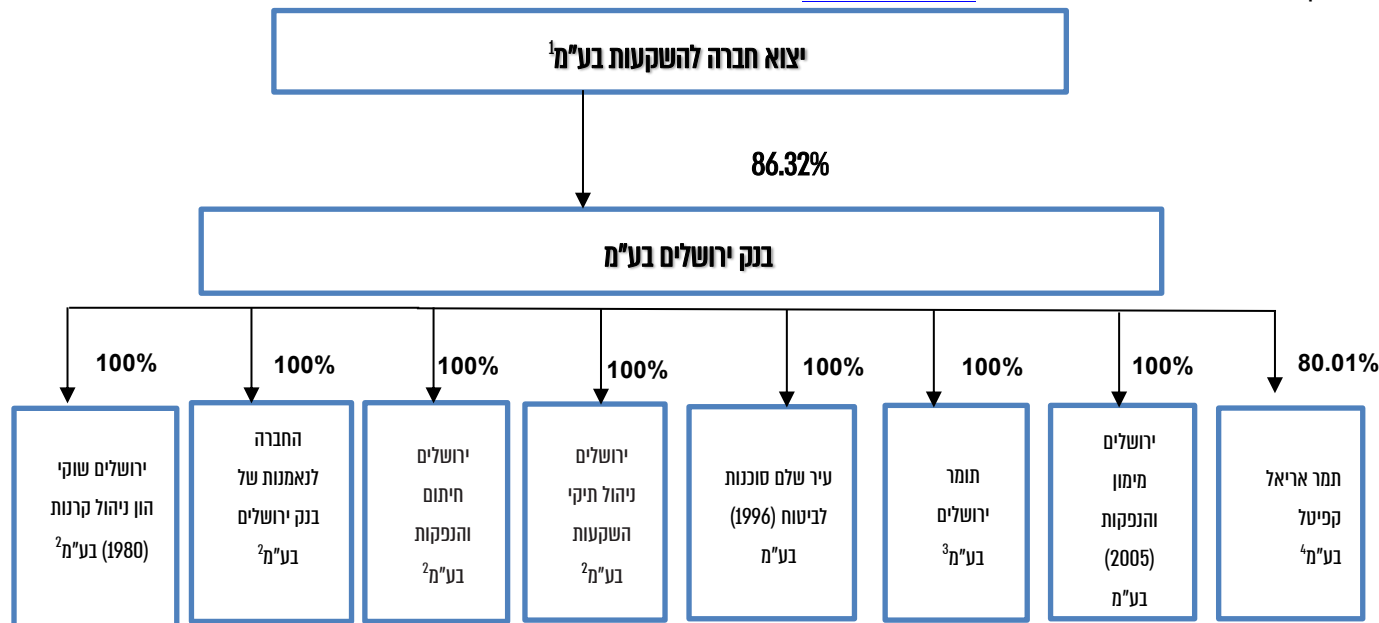 יצוא חברה להשקעות בע"מ1
86.32%
בנק ירושלים בע"מ
80.01%
100%
100%
100%
100%
100%
100%
100%
תמר אריאל
קפיטל
בע"מ4
ירושלים
מימון
והנפקות
(2005)
בע"מ
תומר
ירושלים
בע"מ3
עיר שלם סוכנות
לביטוח (1996)
בע"מ
ירושלים
ניהול תיקי
השקעות
בע"מ2
ירושלים
חיתום
והנפקות
בע"מ2
החברה
לנאמנות של
בנק ירושלים
בע"מ2
ירושלים שוקי
הון ניהול קרנות
(1980) בע"מ2